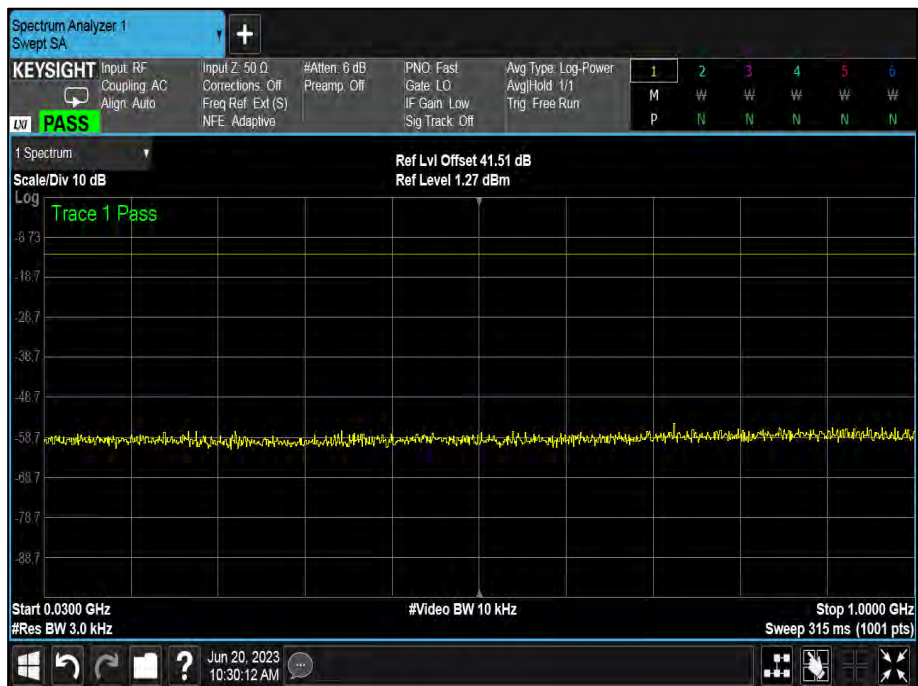 Spectrum Analyzer 1
Swept SA
+
KEYSIGHT
Input: RF
Coupling: AC
Align: Auto
Input Z: 50 Ω
Corrections: Off
Freq Ref: Ext (S)
NFE: Adaptive
#Atten: 6 dB
Preamp: Off
PNO: Fast
Gate: LO
IF Gain: Low
Sig Track: Off
Avg Type: Log-Power
Avg|Hold: 1/1
Trig: Free Run
1 2 3 4 5 6
M W W W W W
P N N N N N
LXI PASS
1 Spectrum
Scale/Div 10 dB
Ref Lvl Offset 41.51 dB
Ref Level 1.27 dBm
Log
Trace 1 Pass
-8.73
-18.7
-28.7
-38.7
-48.7
-58.7
-68.7
-78.7
-88.7
Start 0.0300 GHz
#Video BW 10 kHz
Stop 1.0000 GHz
#Res BW 3.0 kHz
Sweep 315 ms (1001 pts)
?
Jun 20, 2023
10:30:12 AM